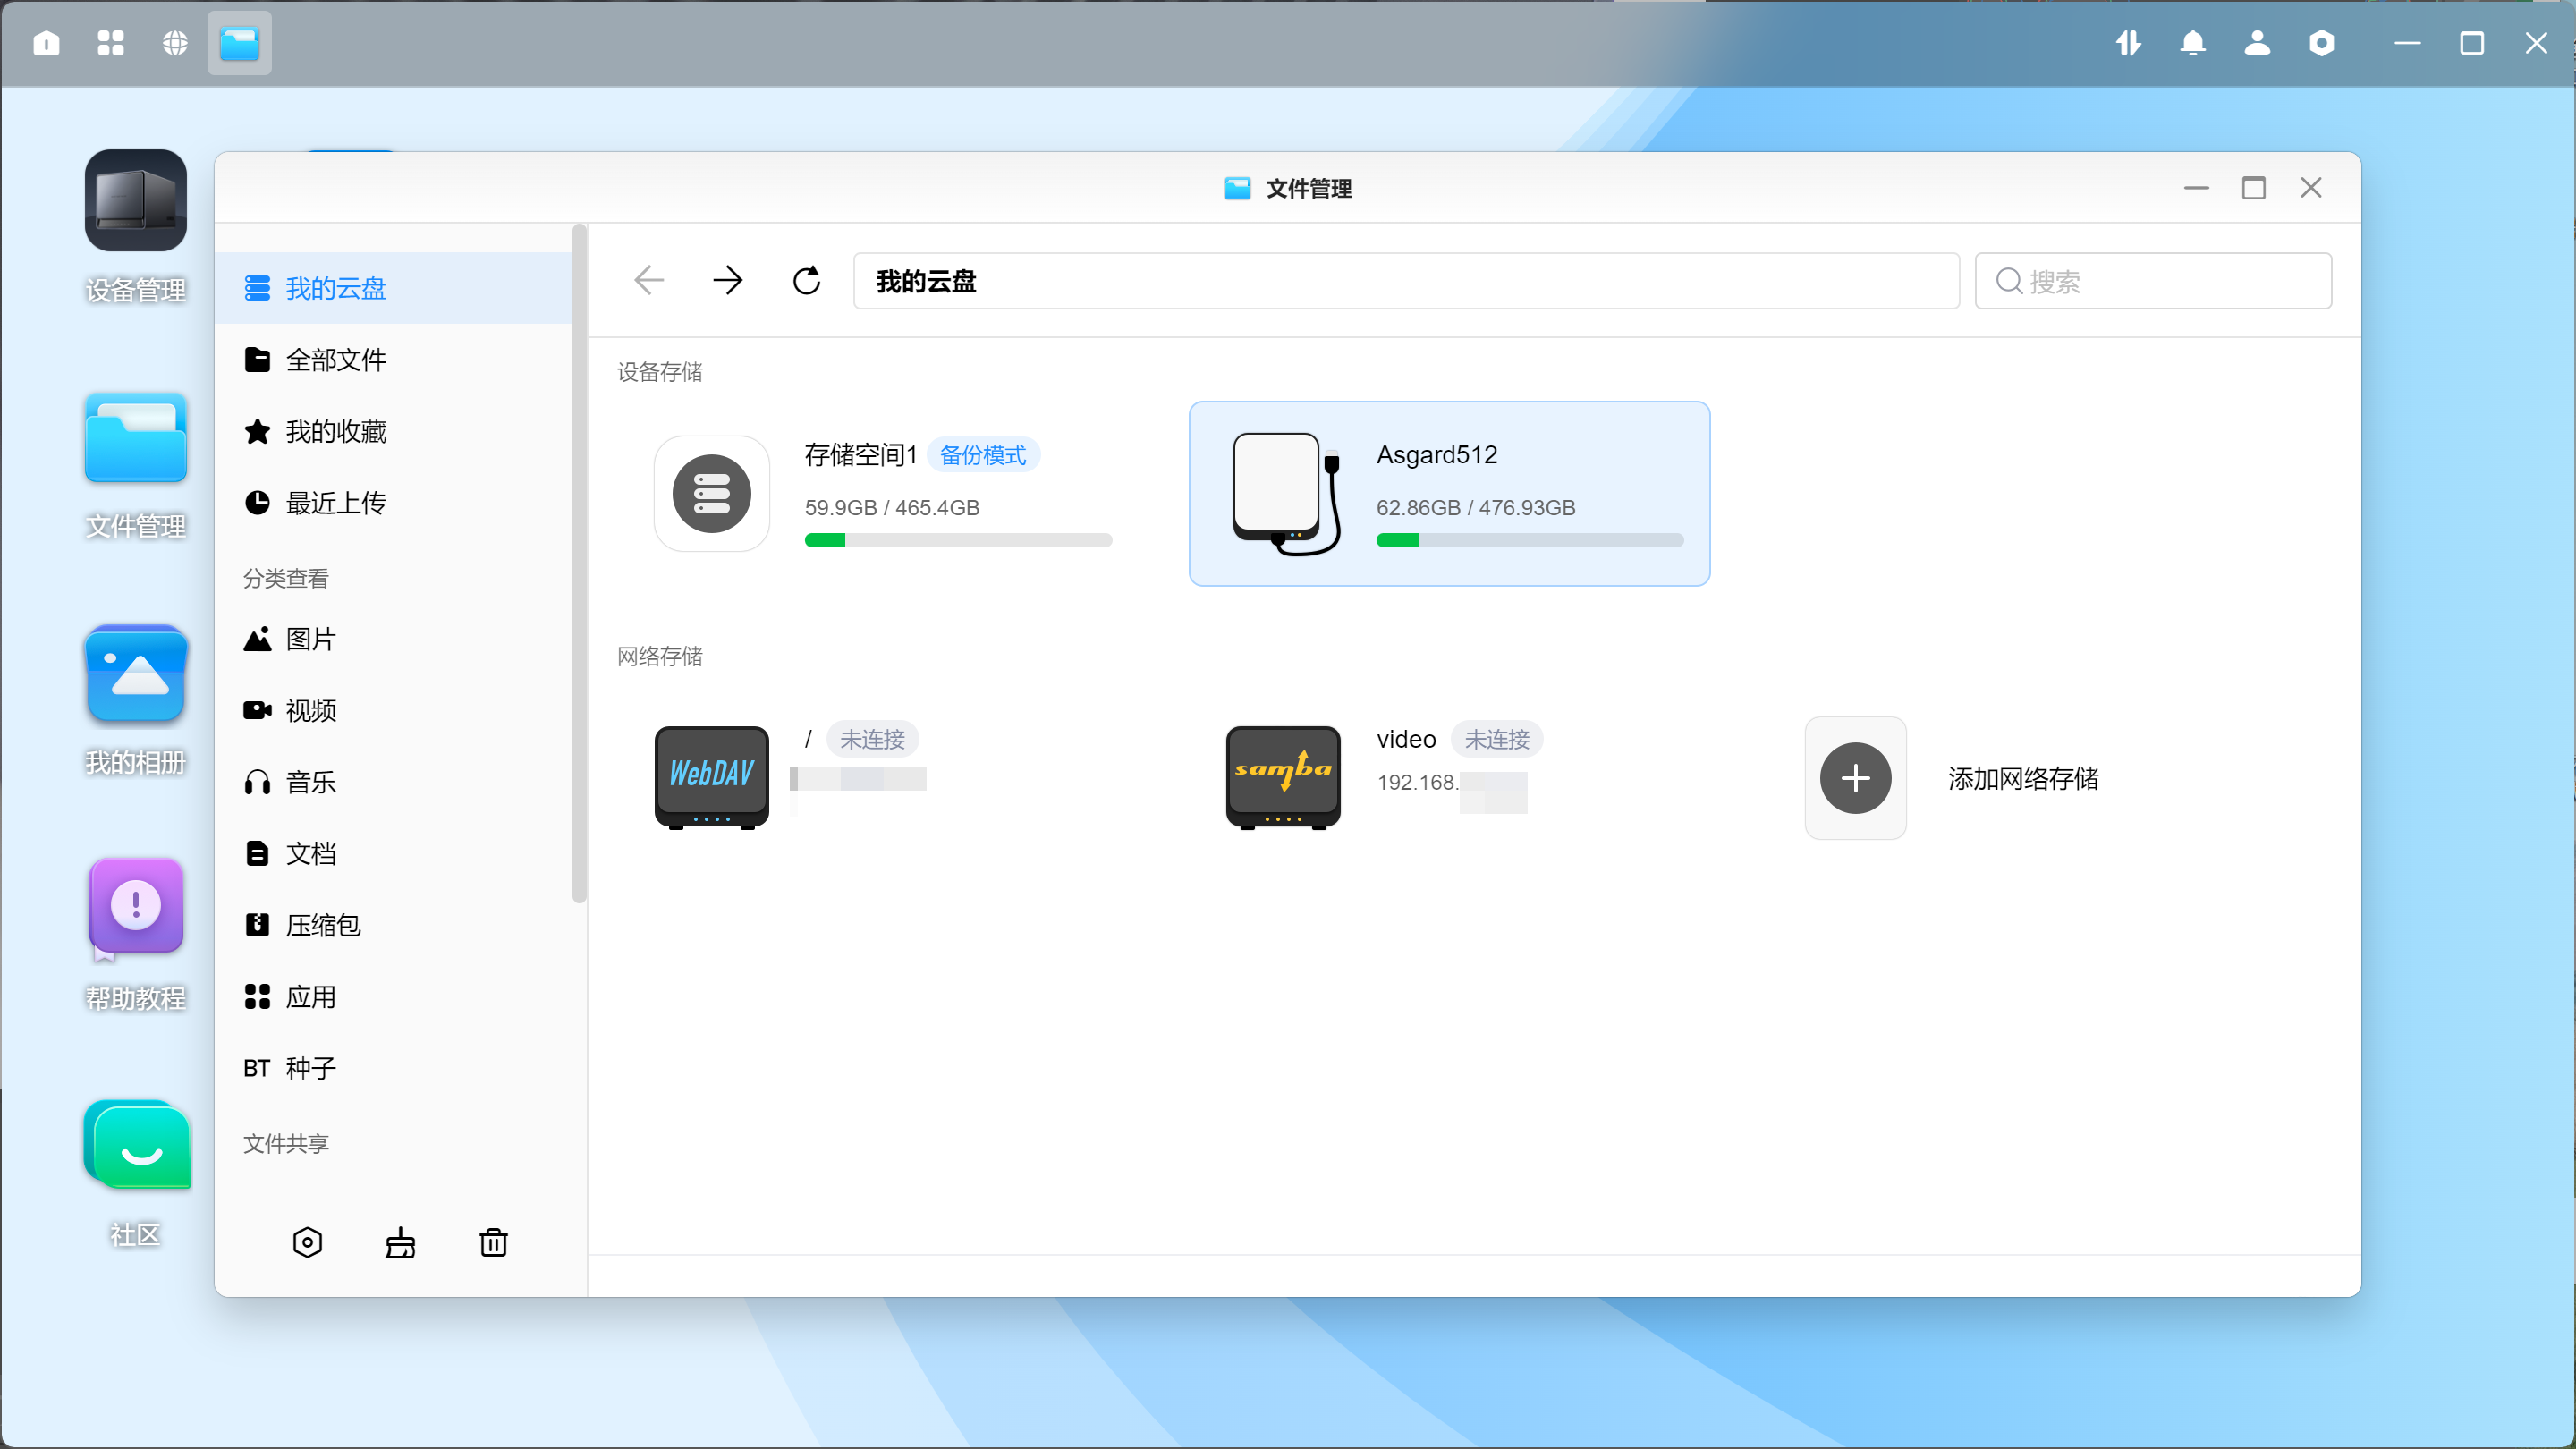 文件管理
设备管理
文件管理
我的相册
帮助教程
社区
我的云盘
全部文件
我的收藏
最近上传
分类查看
图片
视频
音乐
文档
压缩包
应用
BT 种子
文件共享
我的云盘
搜索
设备存储
存储空间1 备份模式
59.9GB / 465.4GB
Asgard512
62.86GB / 476.93GB
网络存储
WebDAV
/ 未连接
samba
video 未连接
192.168.
添加网络存储